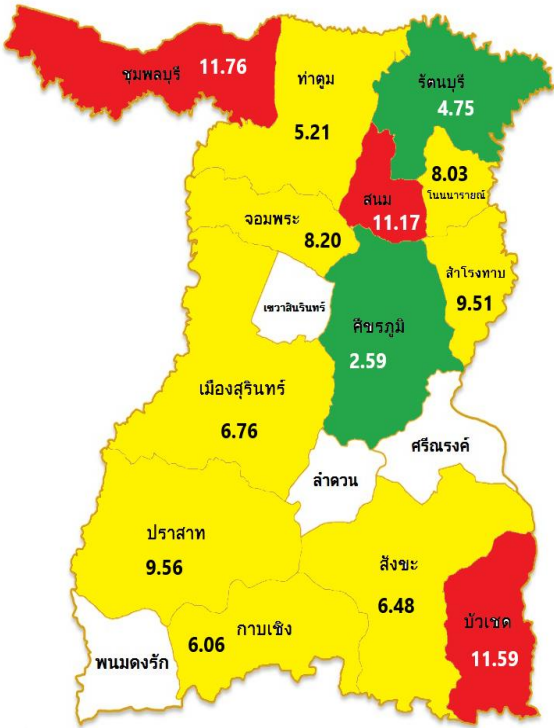 ชุมพลบุรี 11.76
ท่าตูม
5.21
รัตนบุรี
4.75
สนม
11.17
8.03
โนนนารายณ์
จอมพระ
8.20
สำโรงทาบ
9.51
เขวาสินรินทร์
ศีขรภูมิ
2.59
เมืองสุรินทร์
6.76
ศรีณรงค์
ลำดวน
ปราสาท
9.56
สังขะ
6.48
บัวเชด
11.59
กาบเชิง
6.06
พนมดงรัก